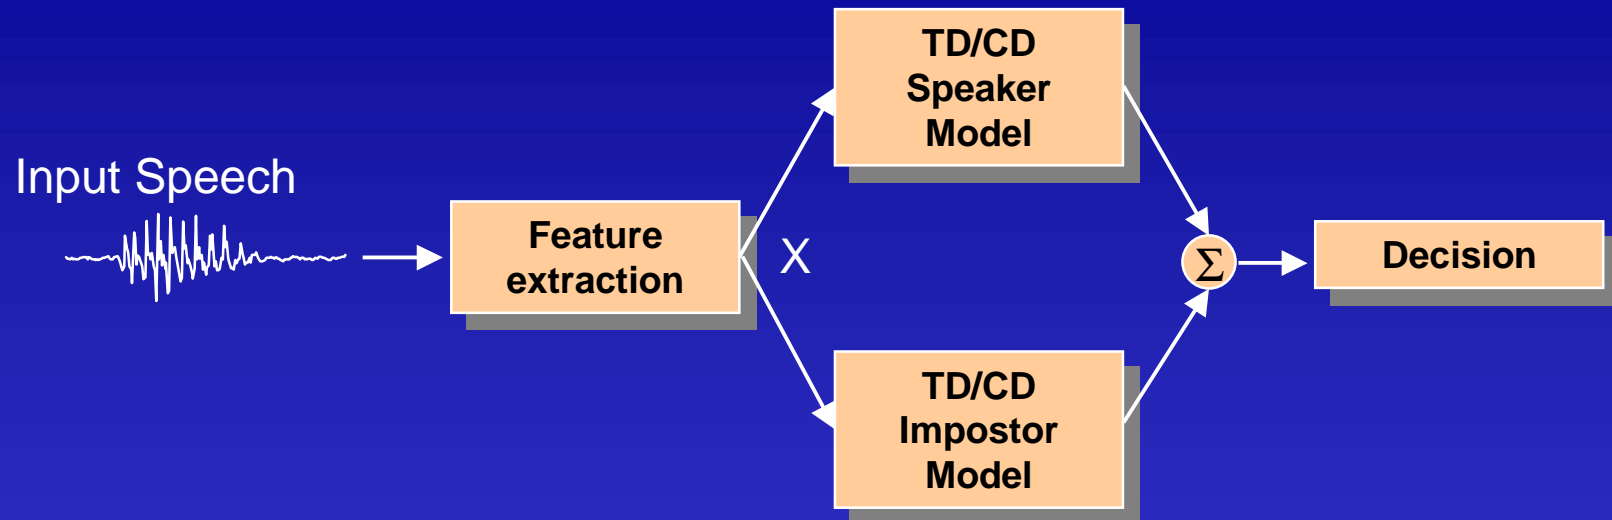 Input Speech
Feature
extraction
X
TD/CD
Speaker
Model
TD/CD
Impostor
Model
Σ
Decision